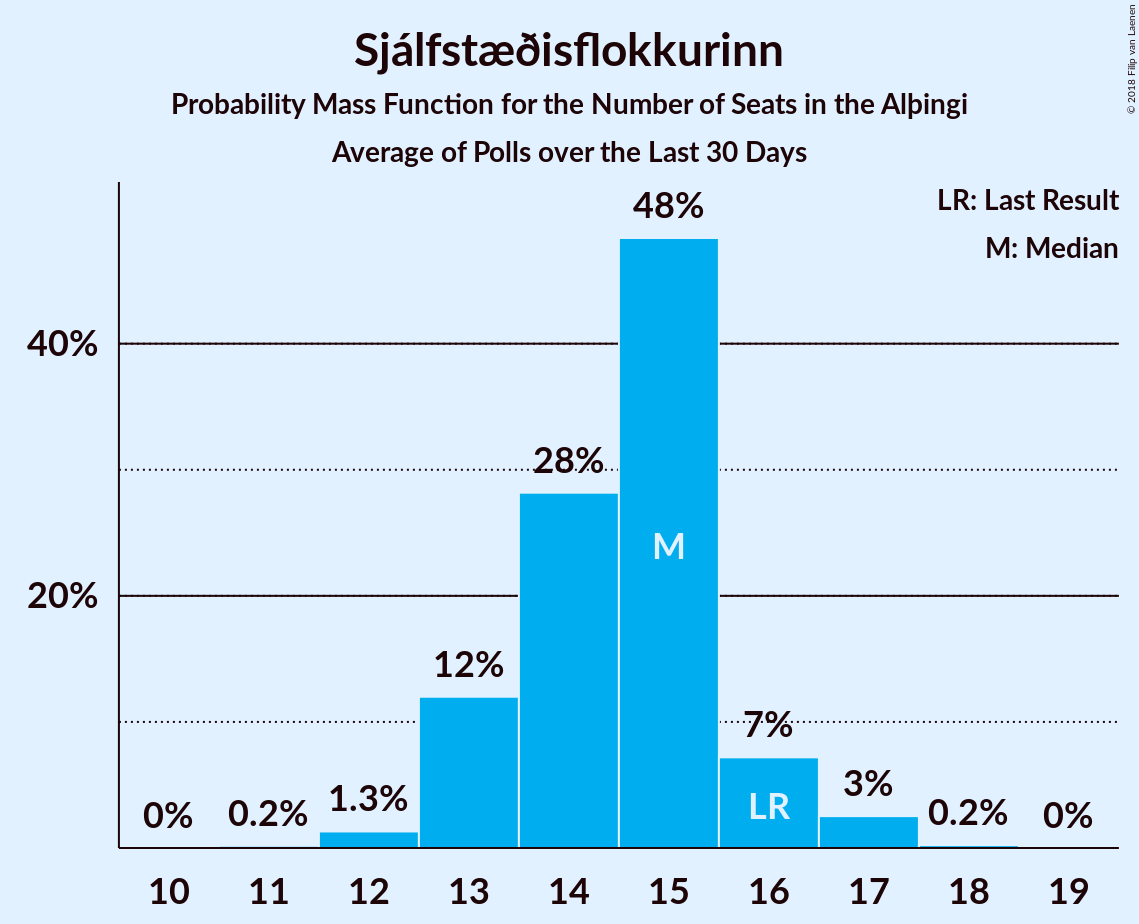 Sjálfstæðisflokkurinn
Probability Mass Function for the Number of Seats in the Alþingi
Average of Polls over the Last 30 Days
© 2018 Filip van Laenen
LR: Last Result
M: Median
40%
20%
0%
0.2%
1.3%
12%
28%
48%
7%
3%
0.2%
0%
M
LR
10 11 12 13 14 15 16 17 18 19